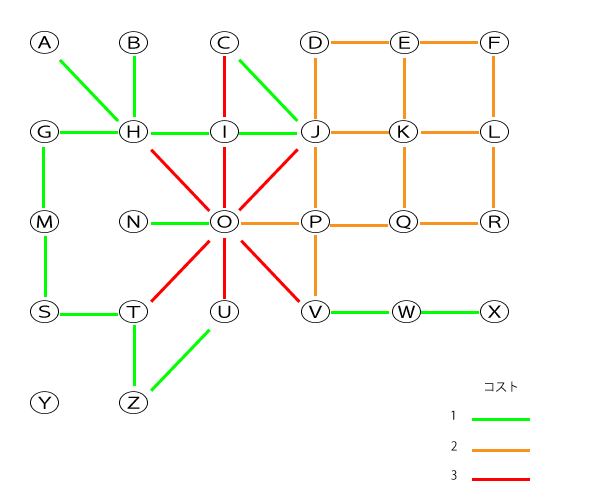 A B C D E F
G H I J K L
M N O P Q R
S T U V W X
Y Z
コスト
1
2
3